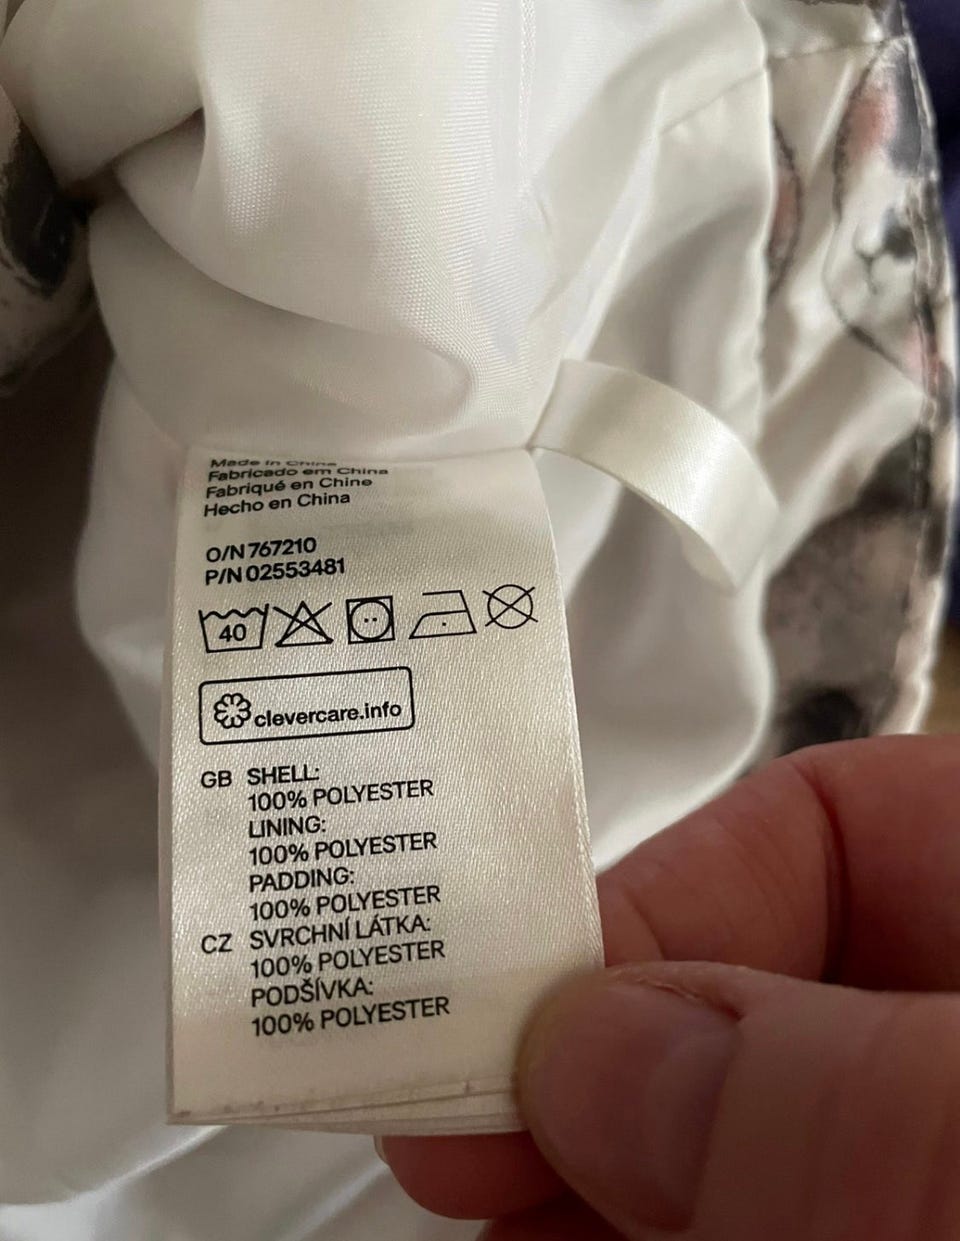 Made in China
Fabricado em China
Fabriqué en Chine
Hecho en China
O/N 767210
P/N 02553481
40
clevercare.info
GB SHELL:
100% POLYESTER
LINING:
100% POLYESTER
PADDING:
100% POLYESTER
CZ SVRCHNÍ LÁTKA:
100% POLYESTER
PODŠÍVKA:
100% POLYESTER